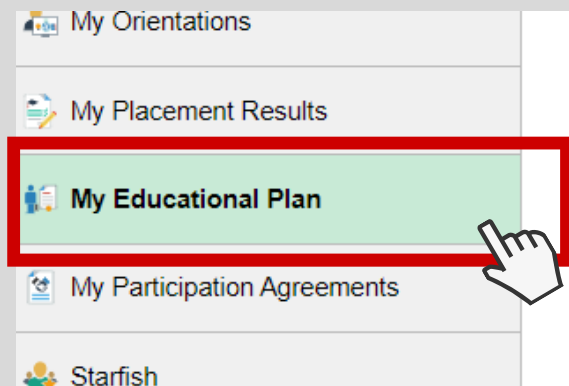 My Orientations
My Placement Results
My Educational Plan
My Participation Agreements
Starfish